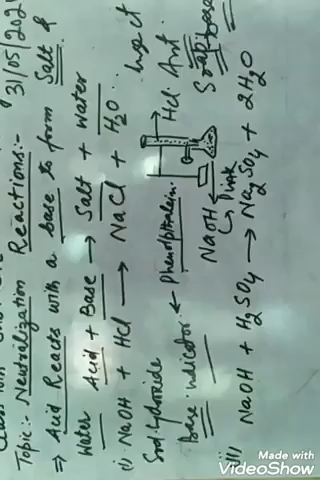 31/05/202
Topic:- Neutralization Reactions:-
⇒ Acid Reacts with a base to form Salt &
Water Acid + Base → Salt + Water
(i) NaOH + HCl → NaCl + H2O
Sod. hydroxide
HCl Ant.
Base indicator ← Phenolphthalein
NaOH
↳ Pink
(ii) NaOH + H2SO4 → Na2SO4 + 2H2O
Made with
VideoShow